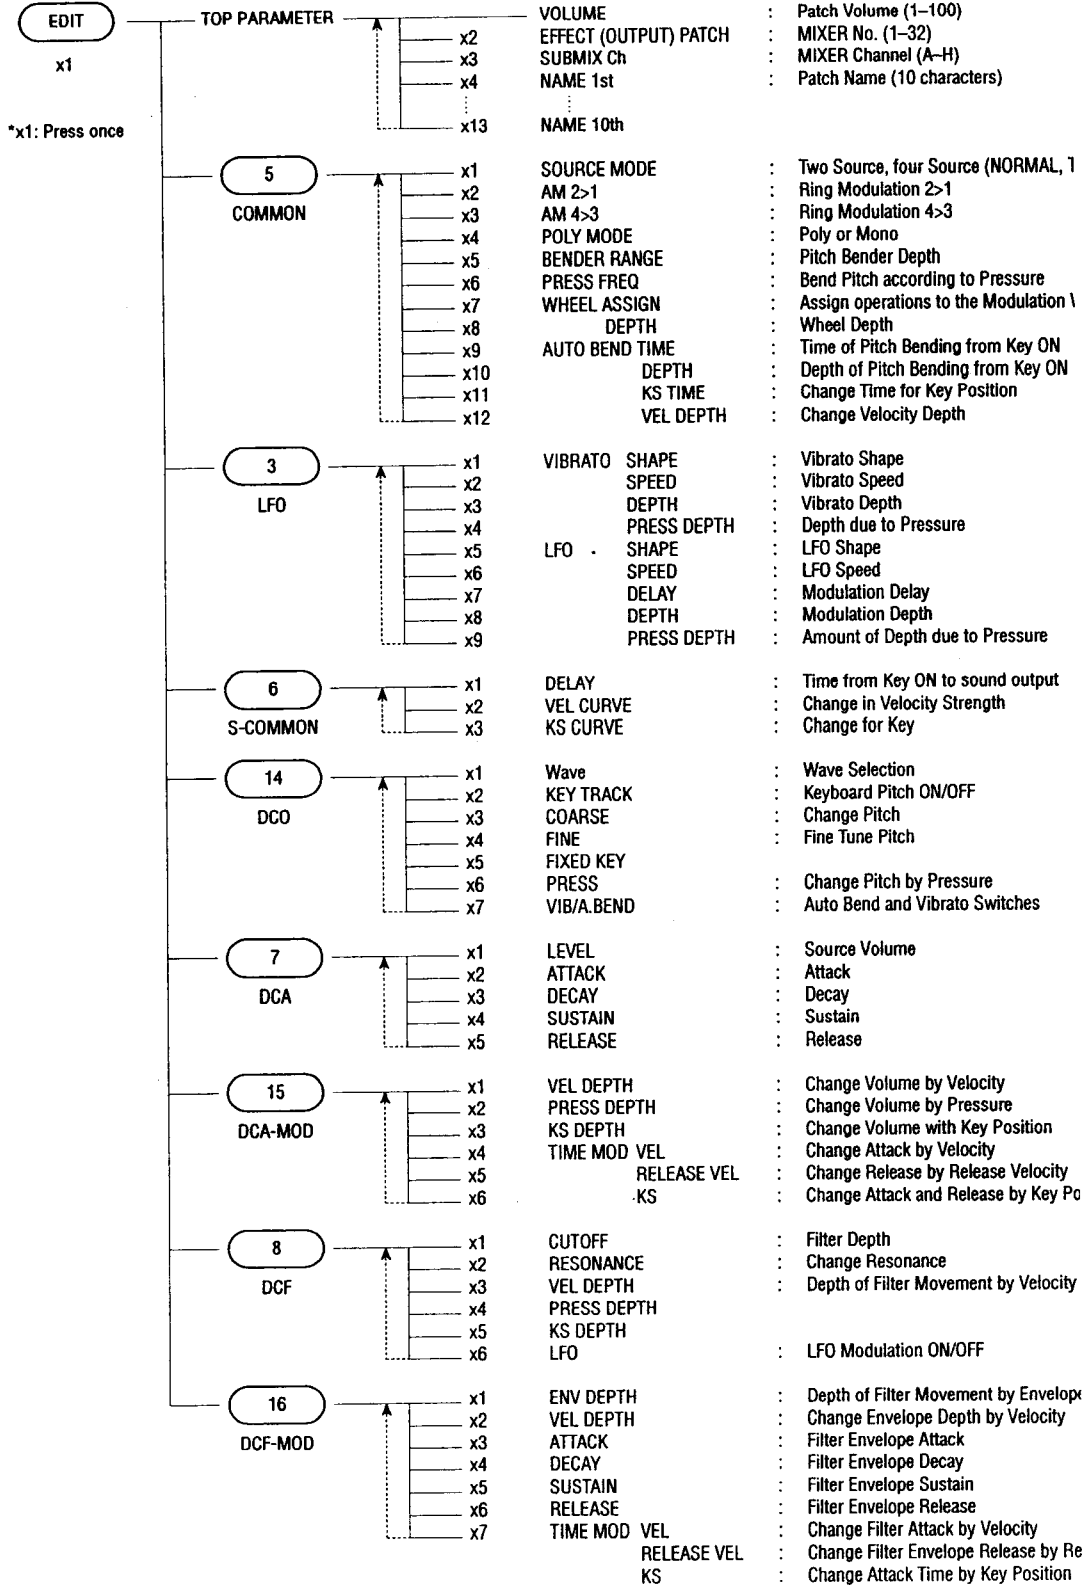 EDIT TOP PARAMETER VOLUME : Patch Volume (1–100)
x1 x2 EFFECT (OUTPUT) PATCH : MIXER No. (1–32)
x3 SUBMIX Ch : MIXER Channel (A–H)
x4 NAME 1st : Patch Name (10 characters)
*x1: Press once x13 NAME 10th
5 x1 SOURCE MODE : Two Source, four Source (NORMAL,
COMMON x2 AM 2>1 : Ring Modulation 2>1
x3 AM 4>3 : Ring Modulation 4>3
x4 POLY MODE : Poly or Mono
x5 BENDER RANGE : Pitch Bender Depth
x6 PRESS FREQ : Bend Pitch according to Pressure
x7 WHEEL ASSIGN : Assign operations to the Modulation
x8 DEPTH : Wheel Depth
x9 AUTO BEND TIME : Time of Pitch Bending from Key ON
x10 DEPTH : Depth of Pitch Bending from Key ON
x11 KS TIME : Change Time for Key Position
x12 VEL DEPTH : Change Velocity Depth
3 x1 VIBRATO SHAPE : Vibrato Shape
LFO x2 SPEED : Vibrato Speed
x3 DEPTH : Vibrato Depth
x4 PRESS DEPTH : Depth due to Pressure
x5 LFO SHAPE : LFO Shape
x6 SPEED : LFO Speed
x7 DELAY : Modulation Delay
x8 DEPTH : Modulation Depth
x9 PRESS DEPTH : Amount of Depth due to Pressure
6 x1 DELAY : Time from Key ON to sound output
S-COMMON x2 VEL CURVE : Change in Velocity Strength
x3 KS CURVE : Change for Key
14 x1 Wave : Wave Selection
DCO x2 KEY TRACK : Keyboard Pitch ON/OFF
x3 COARSE : Change Pitch
x4 FINE : Fine Tune Pitch
x5 FIXED KEY
x6 PRESS : Change Pitch by Pressure
x7 VIB/A.BEND : Auto Bend and Vibrato Switches
7 x1 LEVEL : Source Volume
DCA x2 ATTACK : Attack
x3 DECAY : Decay
x4 SUSTAIN : Sustain
x5 RELEASE : Release
15 x1 VEL DEPTH : Change Volume by Velocity
DCA-MOD x2 PRESS DEPTH : Change Volume by Pressure
x3 KS DEPTH : Change Volume with Key Position
x4 TIME MOD VEL : Change Attack by Velocity
x5 RELEASE VEL : Change Release by Release Velocity
x6 KS : Change Attack and Release by Key Po
8 x1 CUTOFF : Filter Depth
DCF x2 RESONANCE : Change Resonance
x3 VEL DEPTH : Depth of Filter Movement by Velocity
x4 PRESS DEPTH
x5 KS DEPTH
x6 LFO : LFO Modulation ON/OFF
16 x1 ENV DEPTH : Depth of Filter Movement by Envelope
DCF-MOD x2 VEL DEPTH : Change Envelope Depth by Velocity
x3 ATTACK : Filter Envelope Attack
x4 DECAY : Filter Envelope Decay
x5 SUSTAIN : Filter Envelope Sustain
x6 RELEASE : Filter Envelope Release
x7 TIME MOD VEL : Change Filter Attack by Velocity
RELEASE VEL : Change Filter Envelope Release by Re
KS : Change Attack Time by Key Position